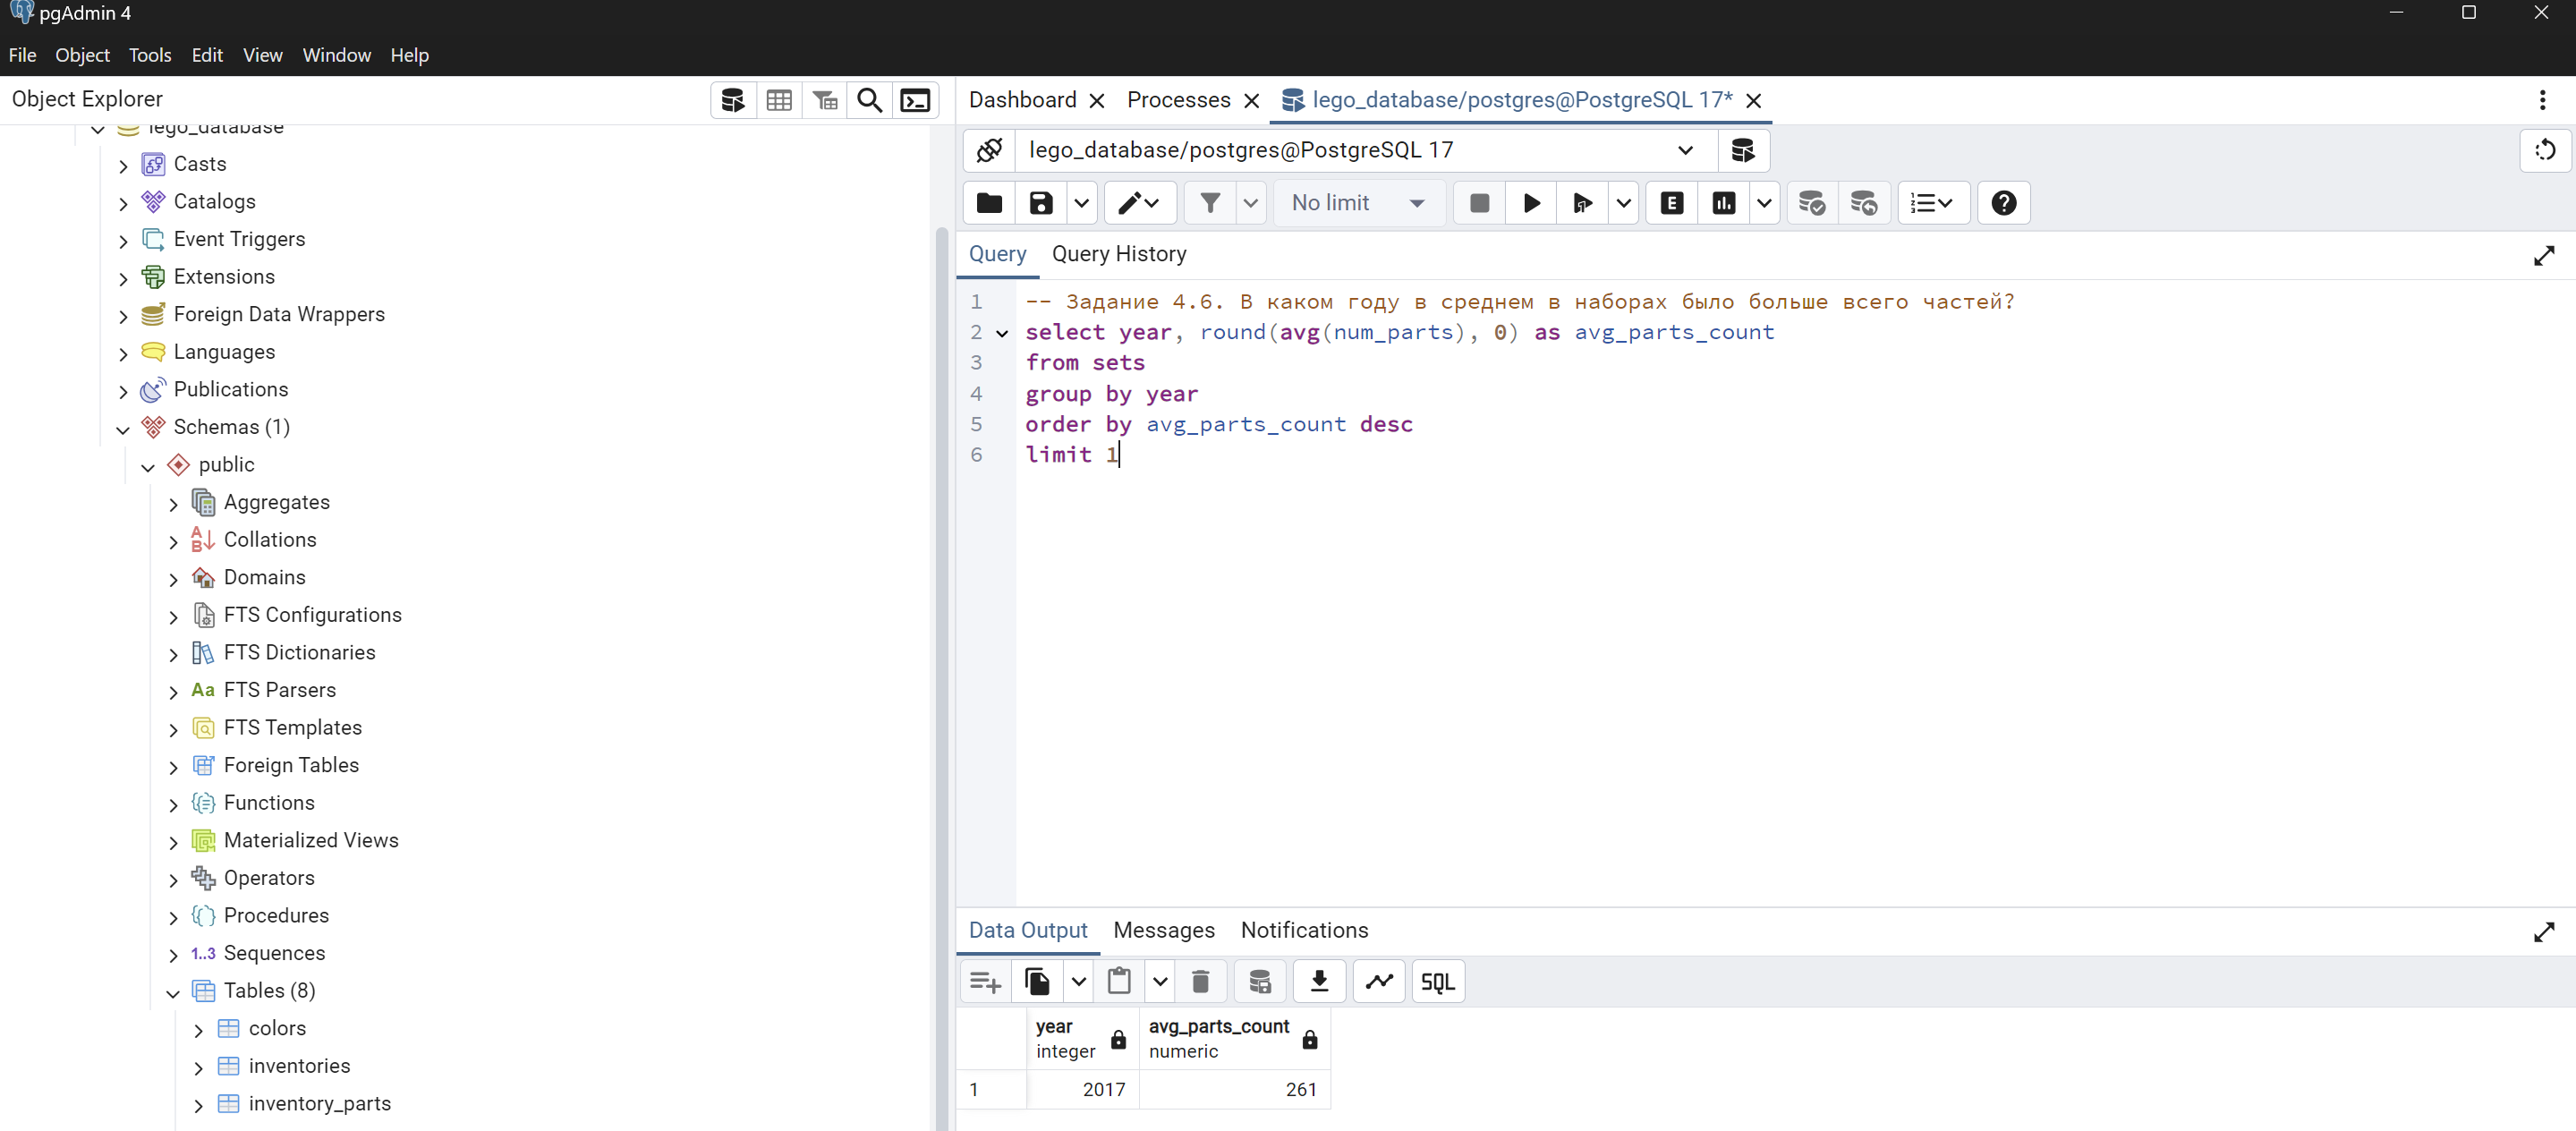 pgAdmin 4
File Object Tools Edit View Window Help
Object Explorer
Dashboard Processes lego_database/postgres@PostgreSQL 17*
lego_database
lego_database/postgres@PostgreSQL 17
Casts
Catalogs
No limit
E
Event Triggers
Query Query History
Extensions
1 -- Задание 4.6. В каком году в среднем в наборах было больше всего частей?
Foreign Data Wrappers
2 select year, round(avg(num_parts), 0) as avg_parts_count
Languages
3 from sets
Publications
4 group by year
Schemas (1)
5 order by avg_parts_count desc
public
6 limit 1
Aggregates
Collations
Domains
FTS Configurations
FTS Dictionaries
Aa FTS Parsers
FTS Templates
Foreign Tables
Functions
Materialized Views
Operators
Procedures
Data Output Messages Notifications
1..3 Sequences
SQL
Tables (8)
colors
inventories
inventory_parts
year avg_parts_count
integer numeric
1 2017 261